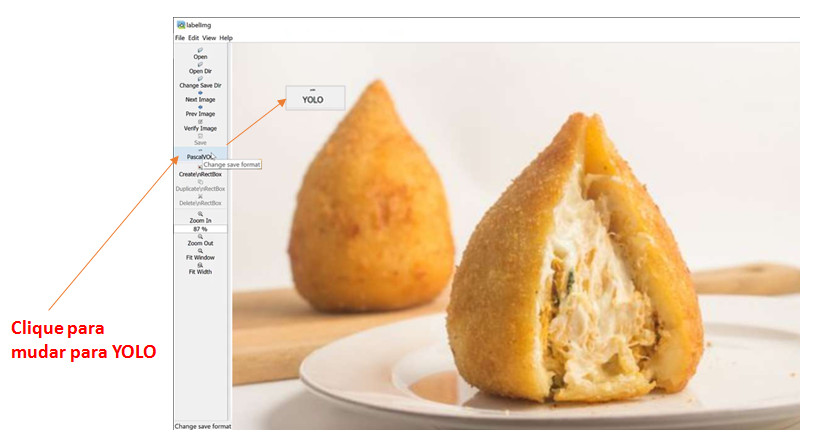 labelImg
File Edit View Help
Open
Open Dir
Change Save Dir
Next Image
Prev Image
Verify Image
Save
PascalVOC
Change save format
Create\nRectBox
Duplicate\nRectBox
Delete\nRectBox
Zoom In
87 %
Zoom Out
Fit Window
Fit Width
YOLO
Clique para
mudar para YOLO
Change save format